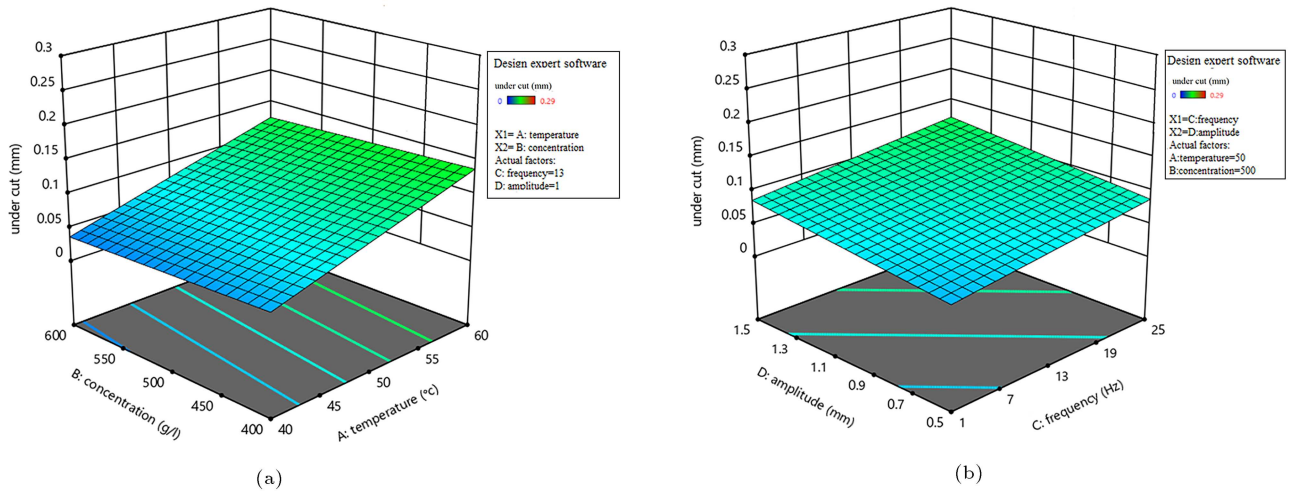 0.3
0.25
0.2
0.15
0.1
0.05
0
under cut (mm)
600
550
500
450
400
B: concentration (g/l)
40
45
50
55
60
A: temperature (°c)
Design expert software
under cut (mm)
0 0.29
X1= A: temperature
X2= B: concentration
Actual factors:
C: frequency=13
D: amplitude=1
(a)
0.3
0.25
0.2
0.15
0.1
0.05
0
under cut (mm)
1.5
1.3
1.1
0.9
0.7
0.5
D: amplitude (mm)
1
7
13
19
25
C: frequency (Hz)
Design expert software
under cut (mm)
0 0.29
X1=C:frequency
X2=D:amplitude
Actual factors:
A:temperature=50
B:concentration=500
(b)